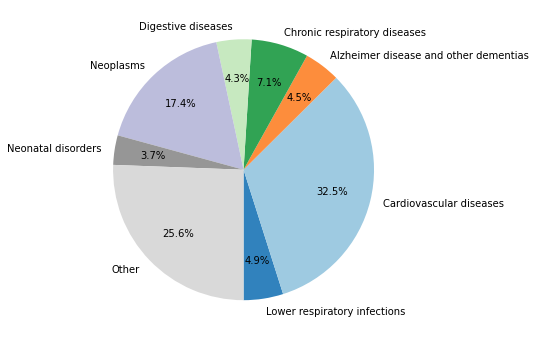 Digestive diseases
Chronic respiratory diseases
Alzheimer disease and other dementias
Neoplasms
4.3%
7.1%
4.5%
17.4%
Neonatal disorders
3.7%
32.5%
Cardiovascular diseases
25.6%
4.9%
Other
Lower respiratory infections